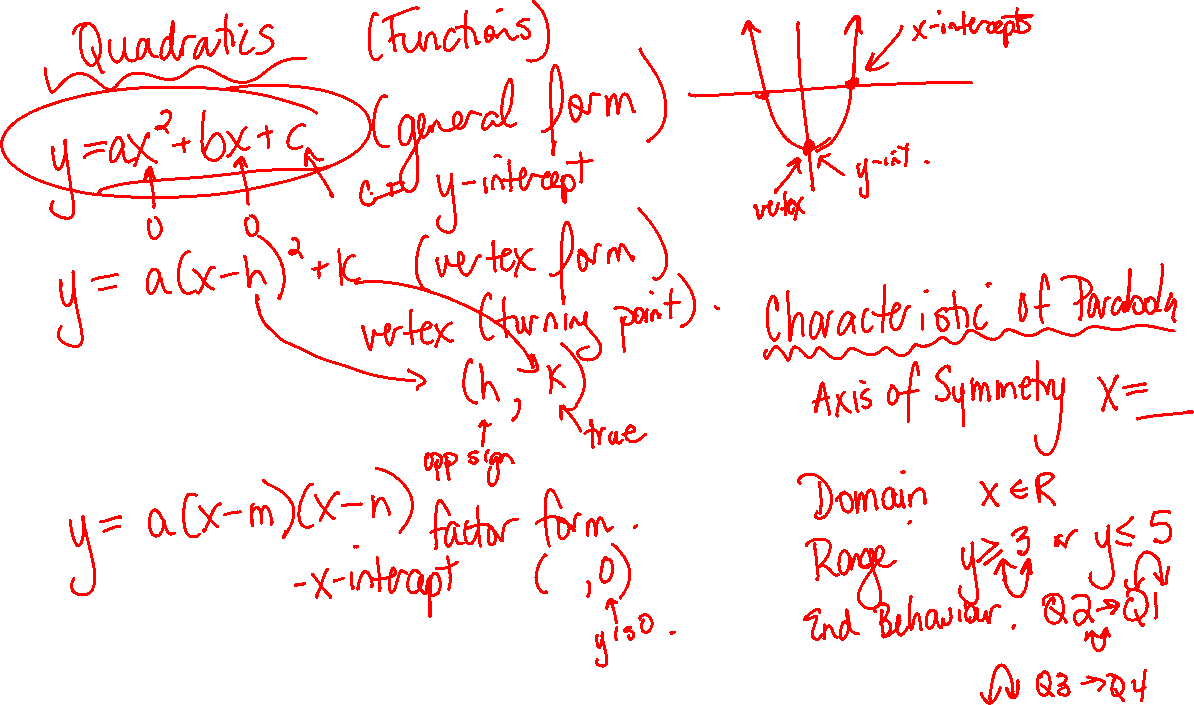 Quadratics (Functions)
y = ax² + bx + c (general form)
0 0 c = y-intercept
y = a(x-h)² + k (vertex form)
vertex (turning point).
(h, k)
opp sign true
y = a(x-m)(x-n) factor form.
-x-intercept ( , 0)
y is 0.
x-intercepts
y-int.
vertex
Characteristic of Parabola
Axis of Symmetry x = __
Domain x ∈ R
Range y ≥ 3 or y ≤ 5
End Behaviour. Q2 → Q1
Q3 → Q4